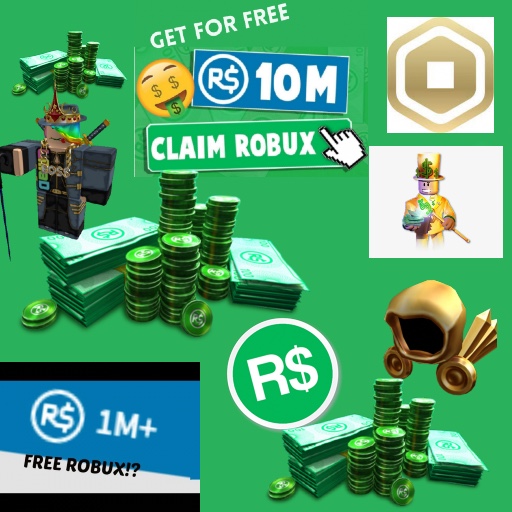 GET FOR FREE
R$ 10M
CLAIM ROBUX
R$
R$ 1M+
FREE ROBUX!?